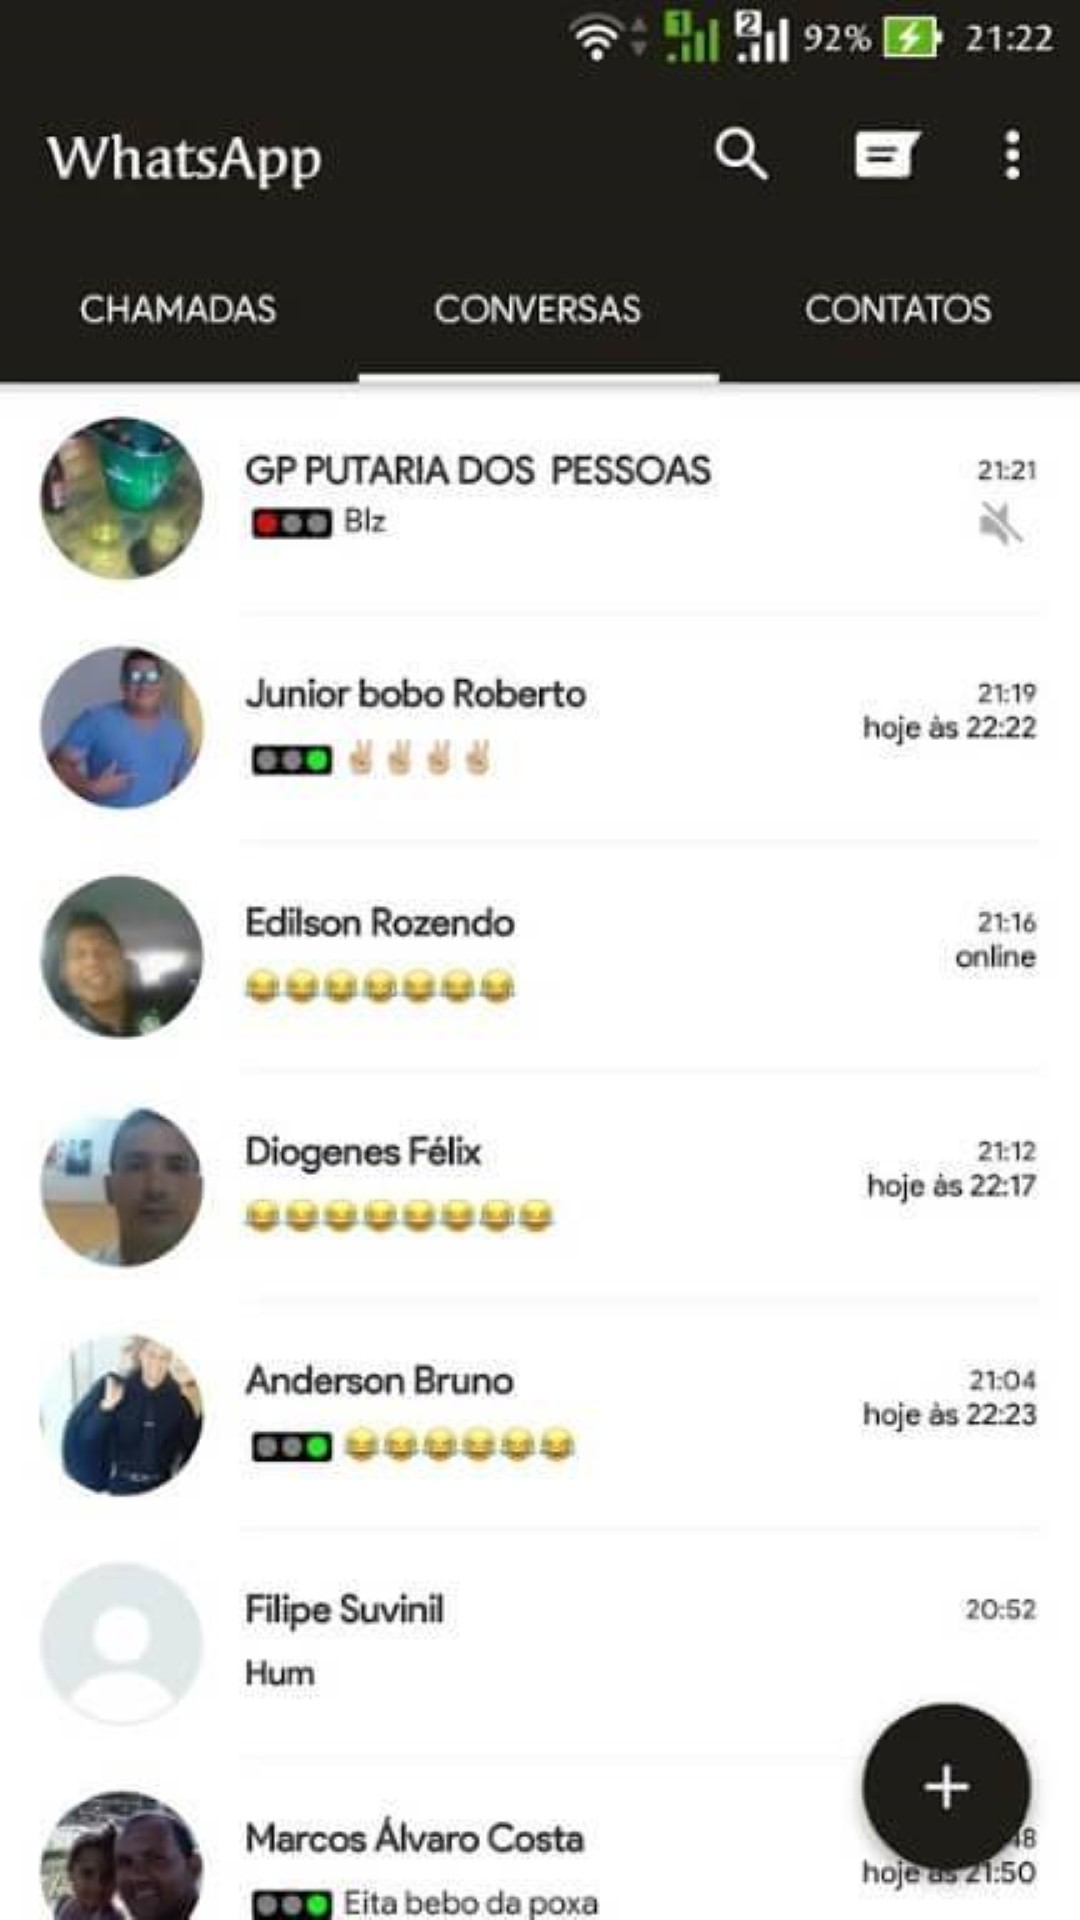 1 2 92% 21:22
WhatsApp
CHAMADAS CONVERSAS CONTATOS
GP PUTARIA DOS PESSOAS 21:21
Blz
Junior bobo Roberto 21:19
hoje às 22:22
✌🏼✌🏼✌🏼✌🏼
Edilson Rozendo 21:16
online
😂😂😂😂😂😂😂
Diogenes Félix 21:12
hoje às 22:17
😂😂😂😂😂😂😂😂
Anderson Bruno 21:04
hoje às 22:23
😂😂😂😂😂😂
Filipe Suvinil 20:52
Hum
Marcos Álvaro Costa
hoje às 21:50
Eita bebo da poxa